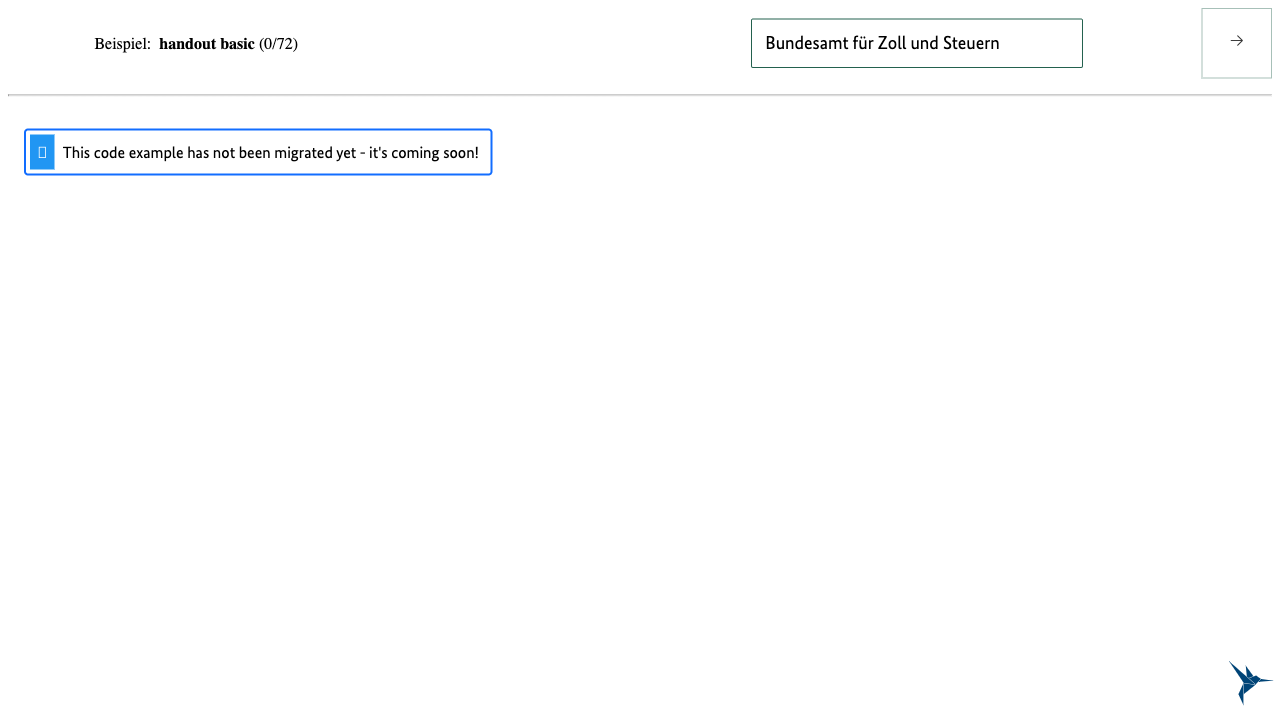 Beispiel: handout basic (0/72)
Bundesamt für Zoll und Steuern
→
This code example has not been migrated yet - it's coming soon!